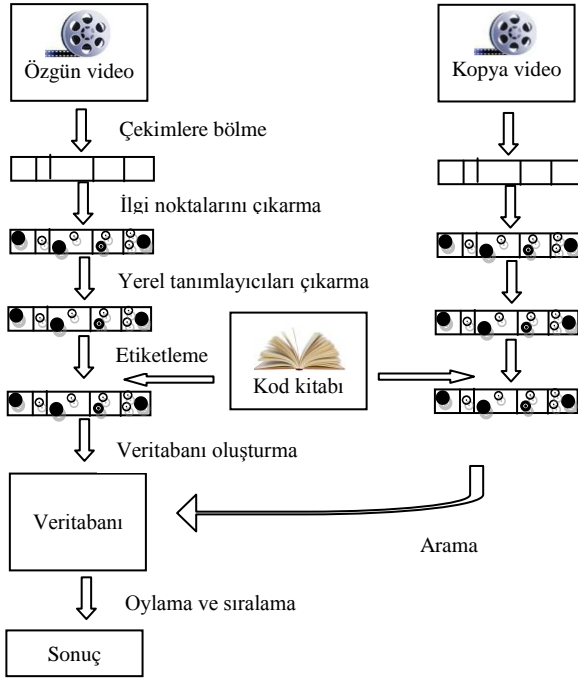 Özgün video
Kopya video
Çekimlere bölme
İlgi noktalarını çıkarma
Yerel tanımlayıcıları çıkarma
Etiketleme
Kod kitabı
Veritabanı oluşturma
Veritabanı
Arama
Oylama ve sıralama
Sonuç